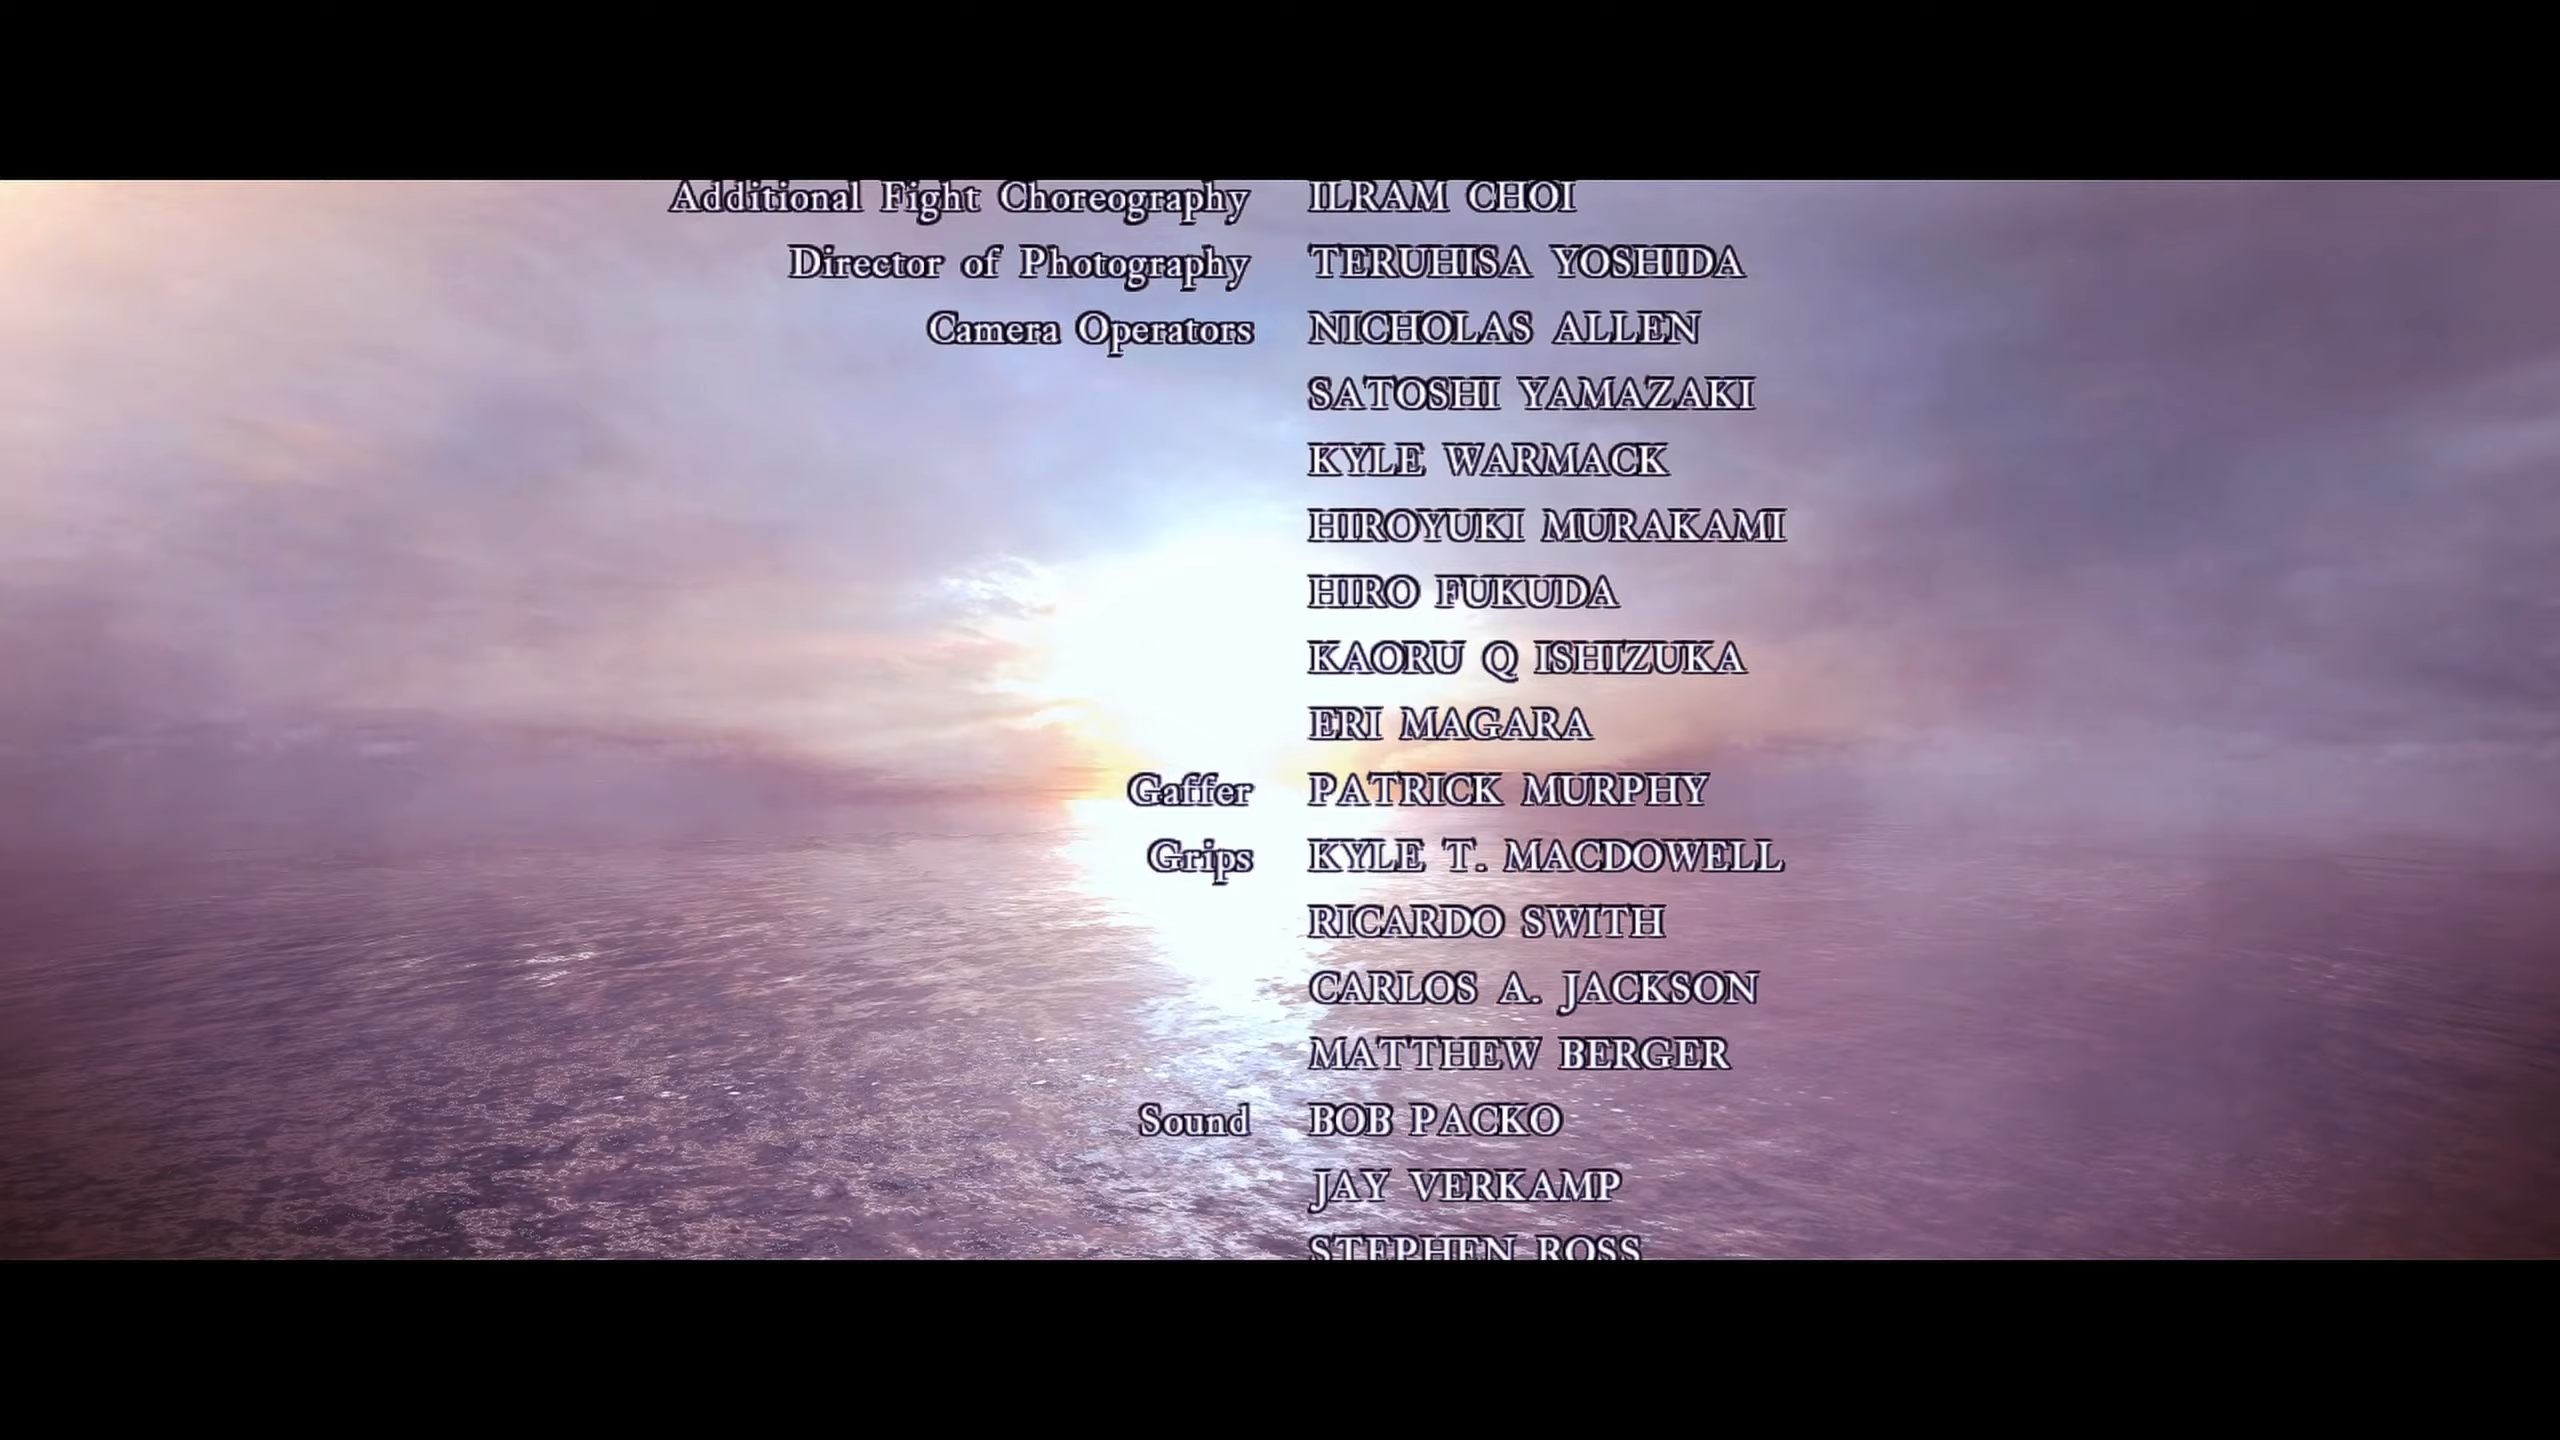 Additional Fight Choreography ILRAM CHOI
Director of Photography TERUHISA YOSHIDA
Camera Operators NICHOLAS ALLEN
SATOSHI YAMAZAKI
KYLE WARMACK
HIROYUKI MURAKAMI
HIRO FUKUDA
KAORU Q ISHIZUKA
ERI MAGARA
Gaffer PATRICK MURPHY
Grips KYLE T. MACDOWELL
RICARDO SWITH
CARLOS A. JACKSON
MATTHEW BERGER
Sound BOB PACKO
JAY VERKAMP
STEPHEN ROSS